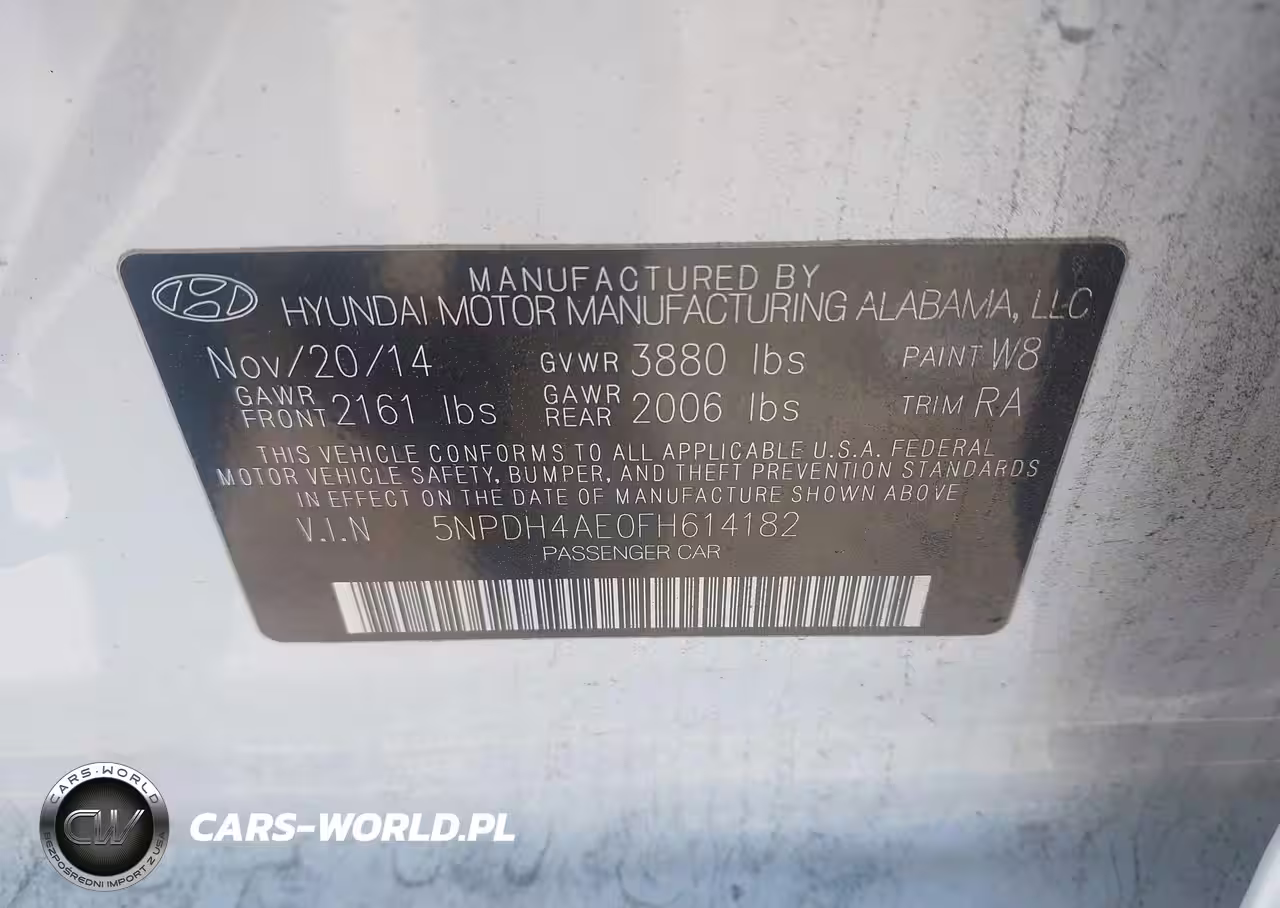 MANUFACTURED BY
HYUNDAI MOTOR MANUFACTURING ALABAMA, LLC
Nov/20/14 GVWR 3880 lbs PAINT W8
GAWR FRONT 2161 lbs GAWR REAR 2006 lbs TRIM RA
THIS VEHICLE CONFORMS TO ALL APPLICABLE U.S.A. FEDERAL
MOTOR VEHICLE SAFETY, BUMPER, AND THEFT PREVENTION STANDARDS
IN EFFECT ON THE DATE OF MANUFACTURE SHOWN ABOVE
V.I.N 5NPDH4AE0FH614182
PASSENGER CAR
CARS-WORLD
CW
BEZPOŚREDNI IMPORT Z USA
CARS-WORLD.PL